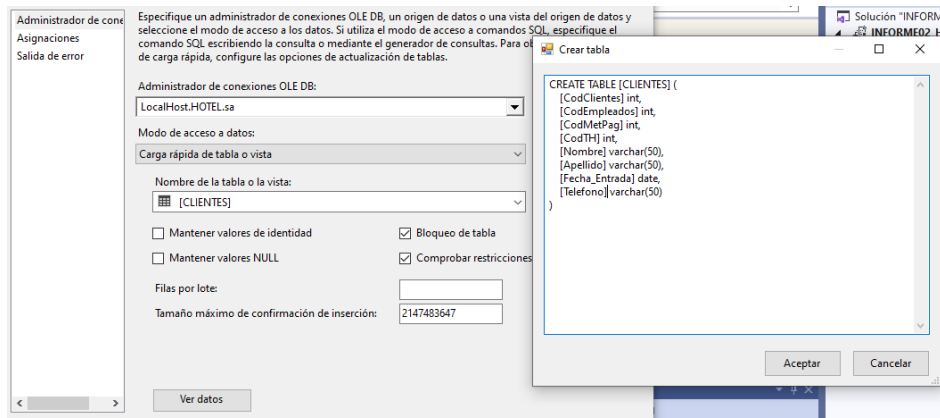 Administrador de cone
Asignaciones
Salida de error
Especifique un administrador de conexiones OLE DB, un origen de datos o una vista del origen de datos y
seleccione el modo de acceso a los datos. Si utiliza el modo de acceso a comandos SQL, especifique el
comando SQL escribiendo la consulta o mediante el generador de consultas. Para ob
de carga rápida, configure las opciones de actualización de tablas.
Administrador de conexiones OLE DB:
LocalHost.HOTEL.sa
Modo de acceso a datos:
Carga rápida de tabla o vista
Nombre de la tabla o la vista:
[CLIENTES]
Mantener valores de identidad
Bloqueo de tabla
Mantener valores NULL
Comprobar restricciones
Filas por lote:
Tamaño máximo de confirmación de inserción:
2147483647
Ver datos
Solución "INFORM
INFORME02_H
Crear tabla
CREATE TABLE [CLIENTES] (
[CodClientes] int,
[CodEmpleados] int,
[CodMetPag] int,
[CodTH] int,
[Nombre] varchar(50),
[Apellido] varchar(50),
[Fecha_Entrada] date,
[Telefono] varchar(50)
)
Aceptar
Cancelar